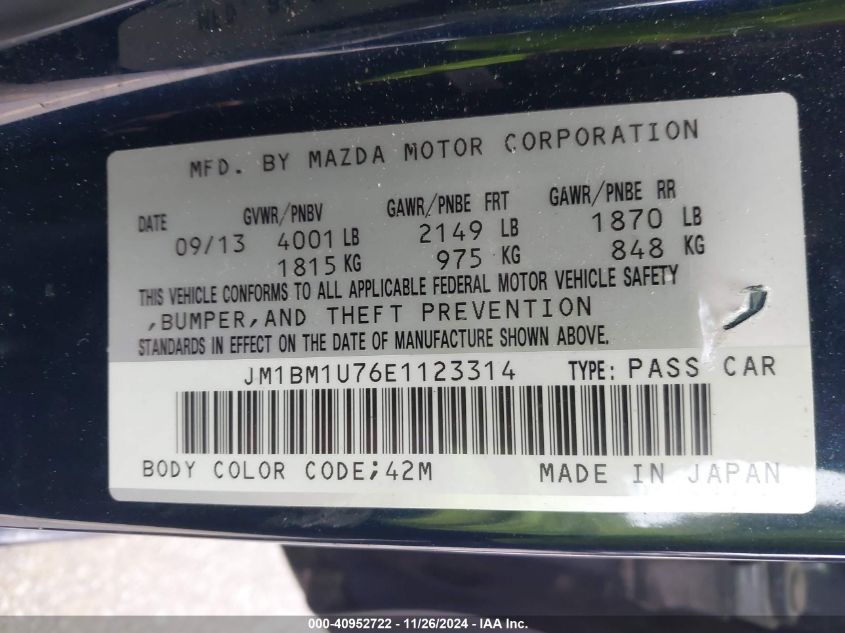 MFD. BY MAZDA MOTOR CORPORATION
DATE GVWR/PNBV GAWR/PNBE FRT GAWR/PNBE RR
09/13 4001 LB 2149 LB 1870 LB
1815 KG 975 KG 848 KG
THIS VEHICLE CONFORMS TO ALL APPLICABLE FEDERAL MOTOR VEHICLE SAFETY
,BUMPER,AND THEFT PREVENTION
STANDARDS IN EFFECT ON THE DATE OF MANUFACTURE SHOWN ABOVE.
JM1BM1U76E1123314 TYPE: PASS CAR
BODY COLOR CODE;42M MADE IN JAPAN
000-40952722 - 11/26/2024 - IAA Inc.